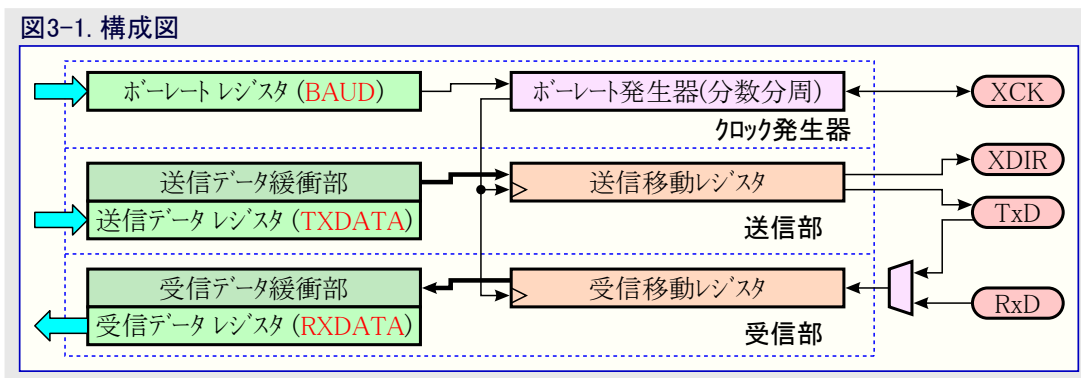 図3-1. 構成図
ボーレート レジスタ (BAUD)
ボーレート発生器(分数分周)
XCK
クロック発生器
XDIR
送信データ緩衝部
送信移動レジスタ
送信データ レジスタ (TXDATA)
TxD
送信部
受信データ緩衝部
受信移動レジスタ
RxD
受信データ レジスタ (RXDATA)
受信部